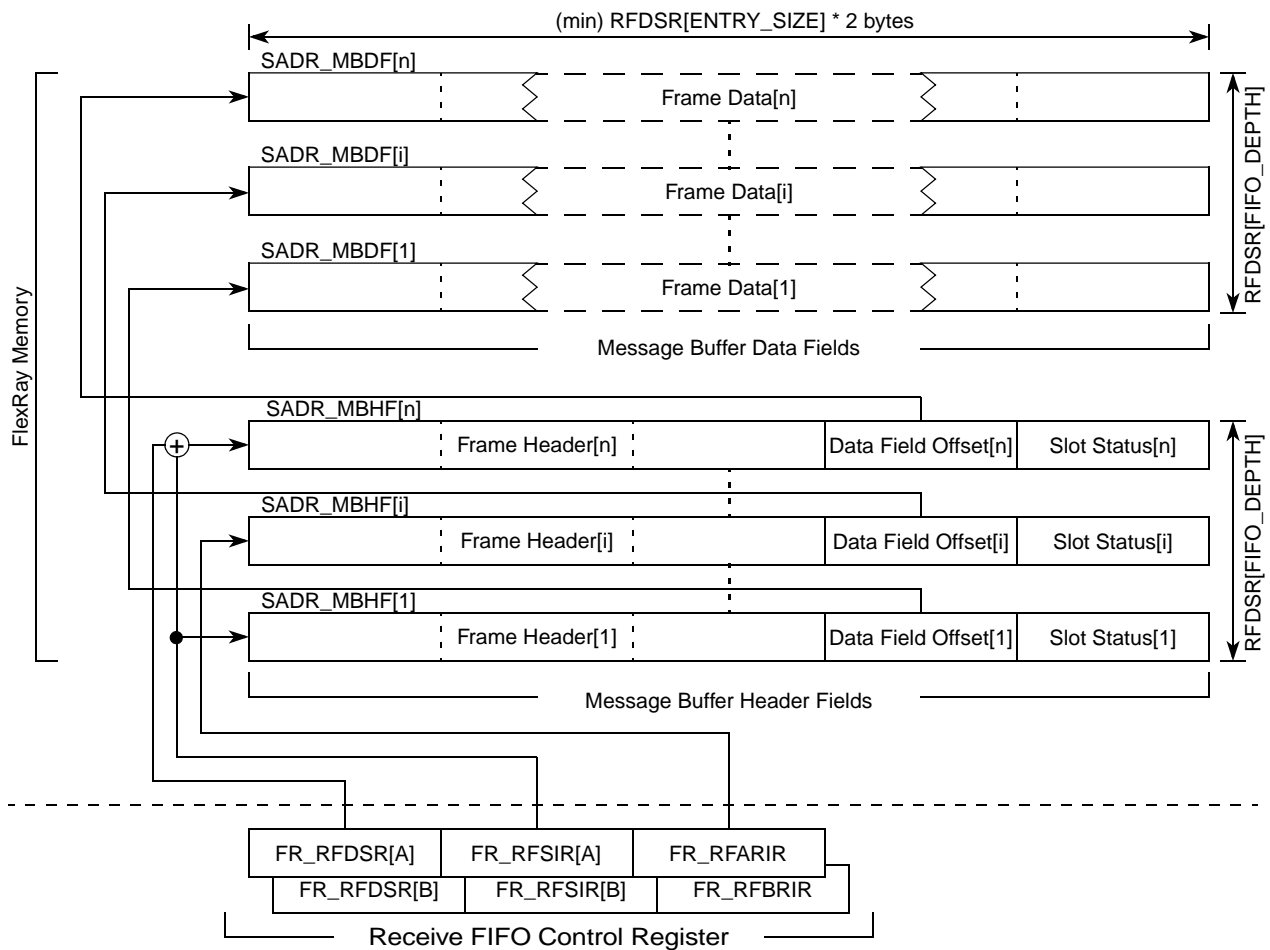 (min) RFDSR[ENTRY_SIZE] * 2 bytes
SADR_MBDF[n]
Frame Data[n]
SADR_MBDF[i]
Frame Data[i]
SADR_MBDF[1]
Frame Data[1]
RFDSR[FIFO_DEPTH]
Message Buffer Data Fields
FlexRay Memory
SADR_MBHF[n]
+
Frame Header[n]
Data Field Offset[n]
Slot Status[n]
SADR_MBHF[i]
Frame Header[i]
Data Field Offset[i]
Slot Status[i]
SADR_MBHF[1]
Frame Header[1]
Data Field Offset[1]
Slot Status[1]
RFDSR[FIFO_DEPTH]
Message Buffer Header Fields
FR_RFDSR[A]
FR_RFSIR[A]
FR_RFARIR
FR_RFDSR[B]
FR_RFSIR[B]
FR_RFBRIR
Receive FIFO Control Register